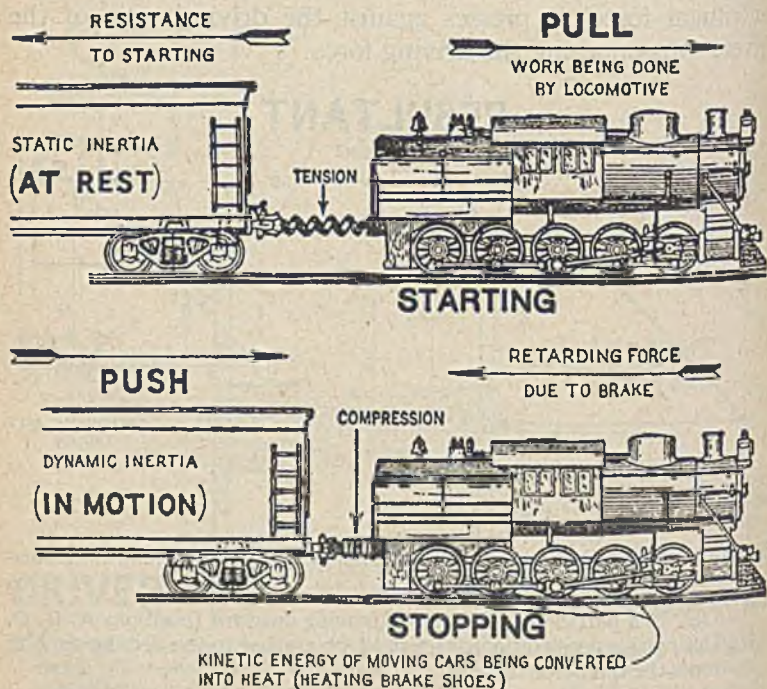 RESISTANCE
TO STARTING
PULL
WORK BEING DONE
BY LOCOMOTIVE
STATIC INERTIA
(AT REST)
TENSION
STARTING
PUSH
RETARDING FORCE
DUE TO BRAKE
COMPRESSION
DYNAMIC INERTIA
(IN MOTION)
STOPPING
KINETIC ENERGY OF MOVING CARS BEING CONVERTED
INTO HEAT (HEATING BRAKE SHOES)